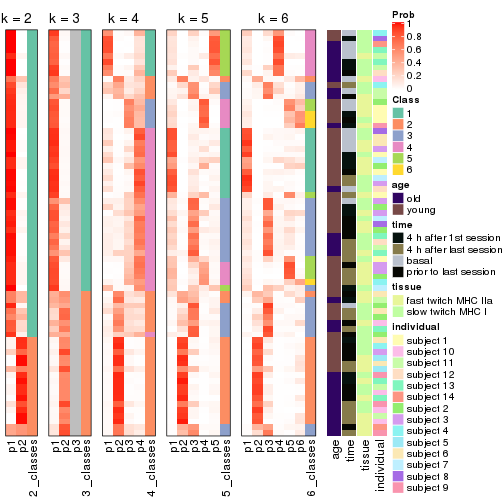 k = 2
k = 3
k = 4
k = 5
k = 6
p1
p2
2_classes
p1
p2
p3
3_classes
p1
p2
p3
p4
4_classes
p1
p2
p3
p4
p5
5_classes
p1
p2
p3
p4
p5
p6
6_classes
age
time
tissue
individual
Prob
1
0.8
0.6
0.4
0.2
0
Class
1
2
3
4
5
6
age
old
young
time
4 h after 1st session
4 h after last session
basal
prior to last session
tissue
fast twitch MHC IIa
slow twitch MHC I
individual
subject 1
subject 10
subject 11
subject 12
subject 13
subject 14
subject 2
subject 3
subject 4
subject 5
subject 6
subject 7
subject 8
subject 9